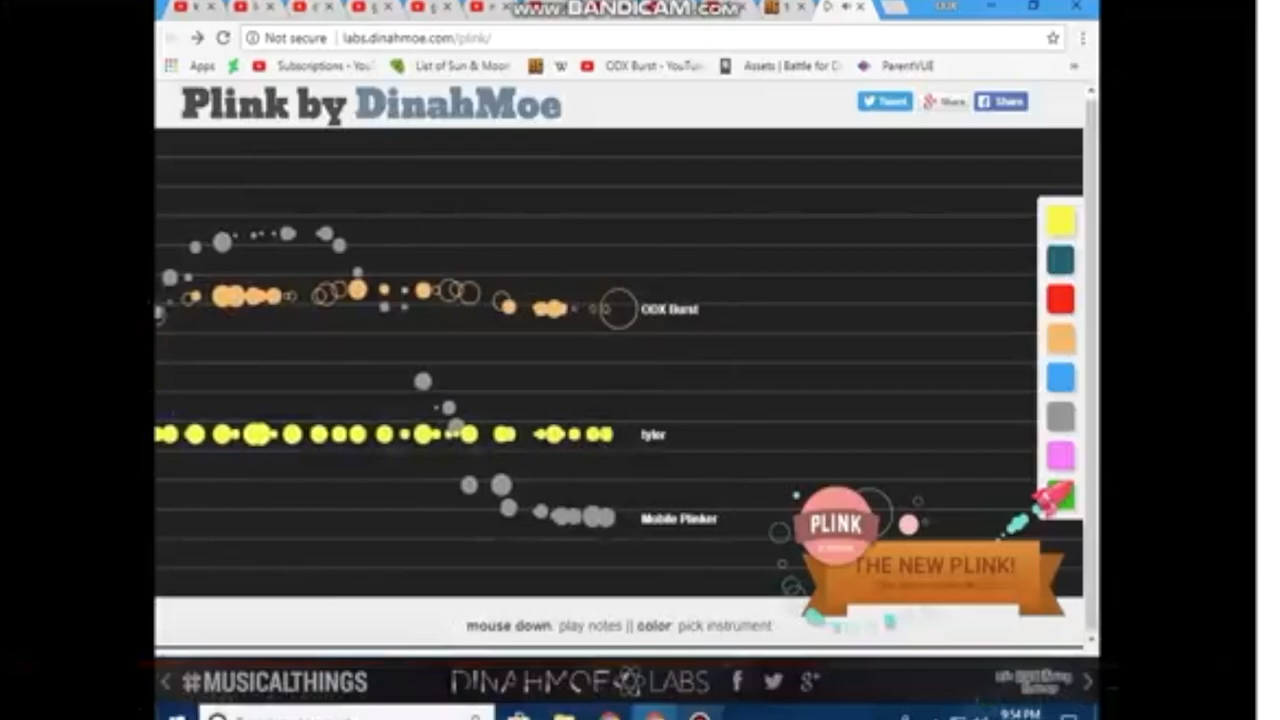 www.BANDICAM.com
Not secure | labs.dinahmoe.com/plink/
Apps Subscriptions - You List of Sun & Moon W ODX Burst - YouTu Assets | Battle for D ParentVUE »
Plink by DinahMoe
Tweet Share Share
ODX Burst
tyler
Mobile Plinker
PLINK
THE NEW PLINK!
mouse down. play notes || color. pick instrument
#MUSICALTHINGS DINAHMOE LABS
9:54 PM